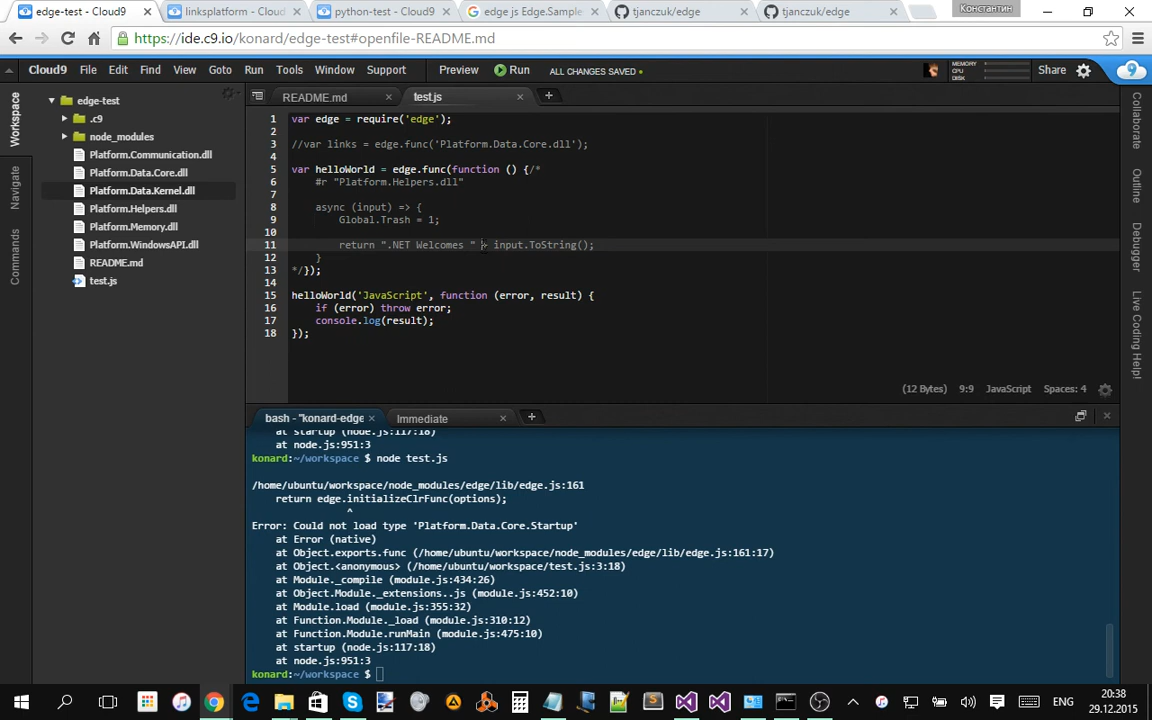 edge-test - Cloud9
linksplatform - Cloud9
python-test - Cloud9
edge js Edge.Sample
tjanczuk/edge
tjanczuk/edge
Константин
https://ide.c9.io/konard/edge-test#openfile-README.md
Cloud9 File Edit Find View Goto Run Tools Window Support Preview Run ALL CHANGES SAVED
MEMORY
CPU
DISK
Share
Workspace
Navigate
Commands
edge-test
.c9
node_modules
Platform.Communication.dll
Platform.Data.Core.dll
Platform.Data.Kernel.dll
Platform.Helpers.dll
Platform.Memory.dll
Platform.WindowsAPI.dll
README.md
test.js
README.md test.js
1 var edge = require('edge');
2
3 //var links = edge.func('Platform.Data.Core.dll');
4
5 var helloWorld = edge.func(function () {/*
6 #r "Platform.Helpers.dll"
7
8 async (input) => {
9 Global.Trash = 1;
10
11 return ".NET Welcomes " + input.ToString();
12 }
13 */});
14
15 helloWorld('JavaScript', function (error, result) {
16 if (error) throw error;
17 console.log(result);
18 });
(12 Bytes) 9:9 JavaScript Spaces: 4
Collaborate
Outline
Debugger
Live Coding Help!
bash - "konard-edge Immediate
at startup (node.js:117:18)
at node.js:951:3
konard:~/workspace $ node test.js
/home/ubuntu/workspace/node_modules/edge/lib/edge.js:161
return edge.initializeClrFunc(options);
^
Error: Could not load type 'Platform.Data.Core.Startup'
at Error (native)
at Object.exports.func (/home/ubuntu/workspace/node_modules/edge/lib/edge.js:161:17)
at Object.<anonymous> (/home/ubuntu/workspace/test.js:3:18)
at Module._compile (module.js:434:26)
at Object.Module._extensions..js (module.js:452:10)
at Module.load (module.js:355:32)
at Function.Module._load (module.js:310:12)
at Function.Module.runMain (module.js:475:10)
at startup (node.js:117:18)
at node.js:951:3
konard:~/workspace $
ENG
20:38
29.12.2015